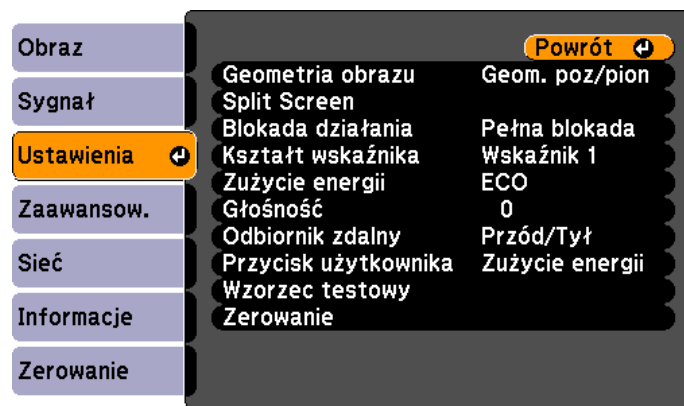 Obraz
Sygnał
Ustawienia
Zaawansow.
Sieć
Informacje
Zerowanie
Powrót
Geometria obrazu Geom. poz/pion
Split Screen
Blokada działania Pełna blokada
Kształt wskaźnika Wskaźnik 1
Zużycie energii ECO
Głośność 0
Odbiornik zdalny Przód/Tył
Przycisk użytkownika Zużycie energii
Wzorzec testowy
Zerowanie